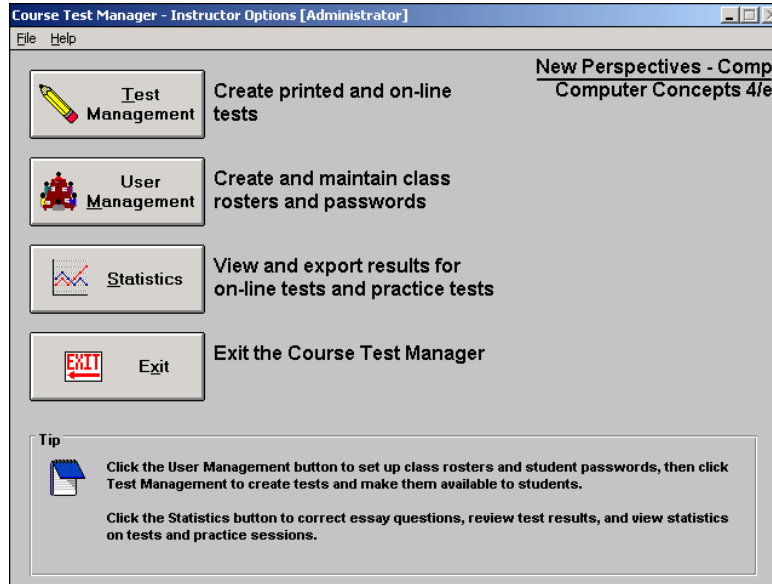 Course Test Manager - Instructor Options [Administrator]
File Help
New Perspectives - Comp
Computer Concepts 4/e
Test
Management
Create printed and on-line
tests
User
Management
Create and maintain class
rosters and passwords
Statistics
View and export results for
on-line tests and practice tests
EXIT
Exit
Exit the Course Test Manager
Tip
Click the User Management button to set up class rosters and student passwords, then click
Test Management to create tests and make them available to students.
Click the Statistics button to correct essay questions, review test results, and view statistics
on tests and practice sessions.